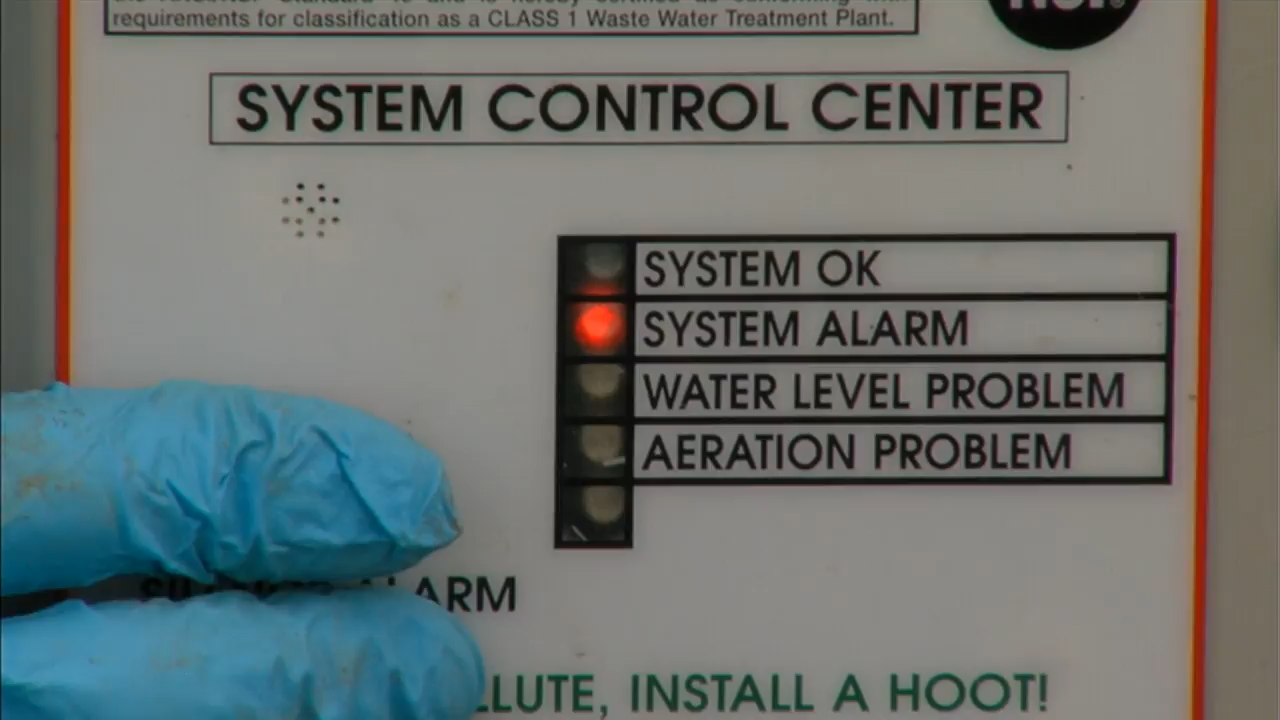 requirements for classification as a CLASS 1 Waste Water Treatment Plant.
SYSTEM CONTROL CENTER
SYSTEM OK
SYSTEM ALARM
WATER LEVEL PROBLEM
AERATION PROBLEM
ALARM
LLUTE, INSTALL A HOOT!